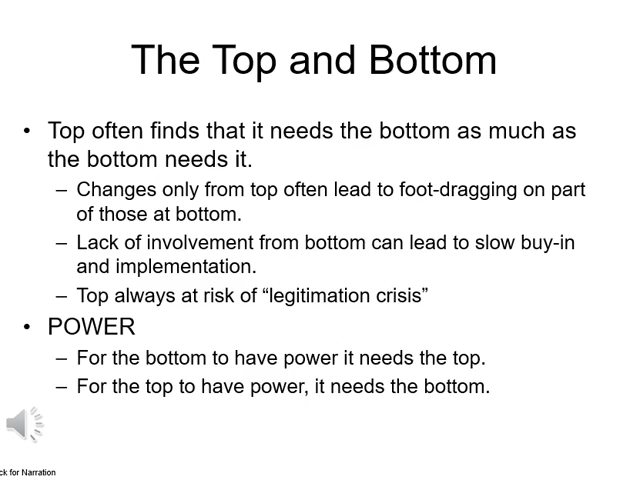 The Top and Bottom
• Top often finds that it needs the bottom as much as
the bottom needs it.
– Changes only from top often lead to foot-dragging on part
of those at bottom.
– Lack of involvement from bottom can lead to slow buy-in
and implementation.
– Top always at risk of “legitimation crisis”
• POWER
– For the bottom to have power it needs the top.
– For the top to have power, it needs the bottom.
for Narration